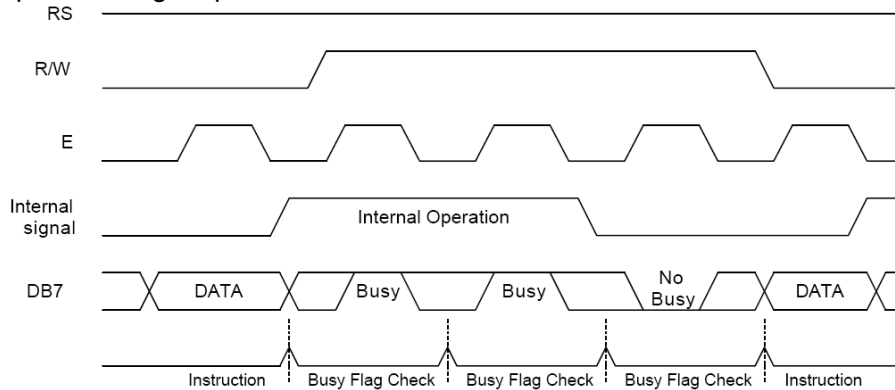 RS
R/W
E
Internal
signal
Internal Operation
DB7
DATA
Busy
Busy
No
Busy
DATA
Instruction
Busy Flag Check
Busy Flag Check
Busy Flag Check
Instruction